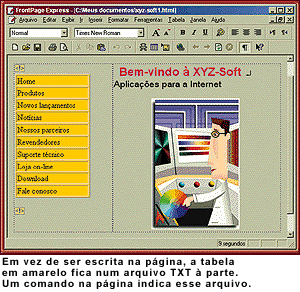 FrontPage Express - [C:\Meus documentos\xyz-soft1.html]
Arquivo Editar Exibir Ir Inserir Formatar Ferramentas Tabela Janela Ajuda
Normal Times New Roman
Bem-vindo à XYZ-Soft
Aplicações para a Internet
Home
Produtos
Novos lançamentos
Notícias
Nossos parceiros
Revendedores
Suporte técnico
Loja on-line
Download
Fale conosco
9 segundos
Em vez de ser escrita na página, a tabela
em amarelo fica num arquivo TXT à parte.
Um comando na página indica esse arquivo.